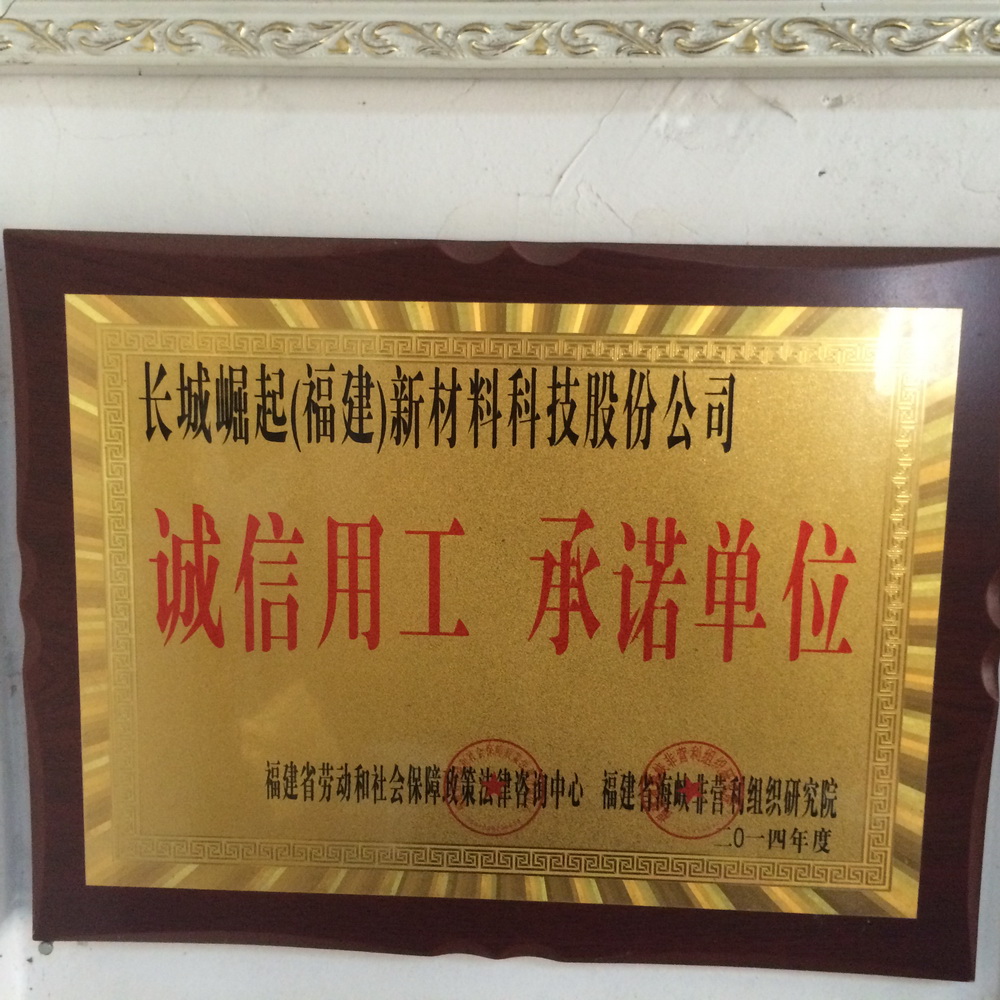 长城崛起(福建)新材料科技股份公司
诚信用工 承诺单位
福建省劳动和社会保障政策法律咨询中心 福建省海峡非营利组织研究院
二0一四年度